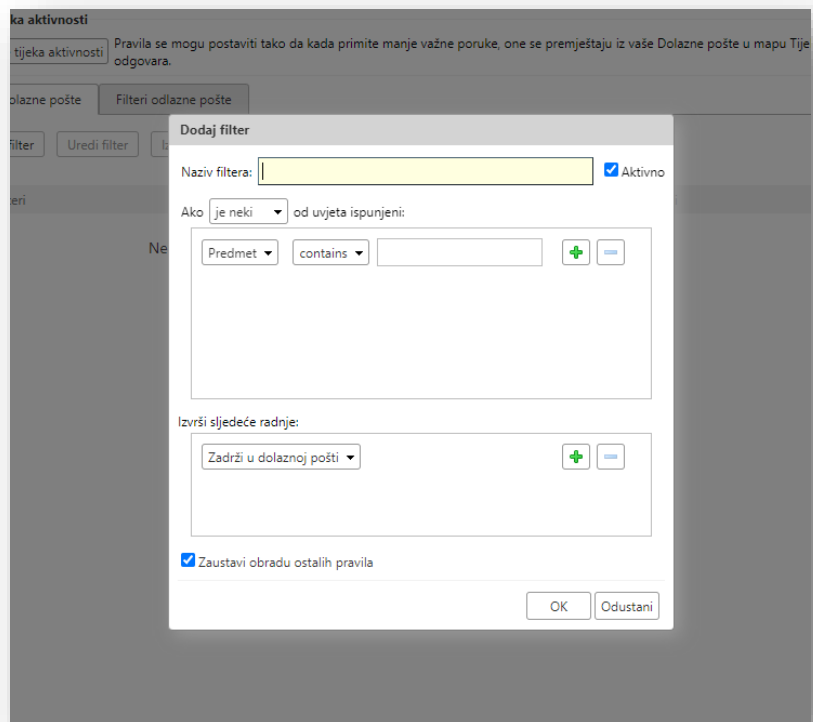 ka aktivnosti
tijeka aktivnosti Pravila se mogu postaviti tako da kada primite manje važne poruke, one se premještaju iz vaše Dolazne pošte u mapu Tije
odgovara.
olazne pošte Filteri odlazne pošte
filter Uredi filter
Dodaj filter
Naziv filtera: Aktivno
Ako je neki od uvjeta ispunjeni:
eri
Ne
Predmet contains
Izvrši sljedeće radnje:
Zadrži u dolaznoj pošti
Zaustavi obradu ostalih pravila
OK Odustani